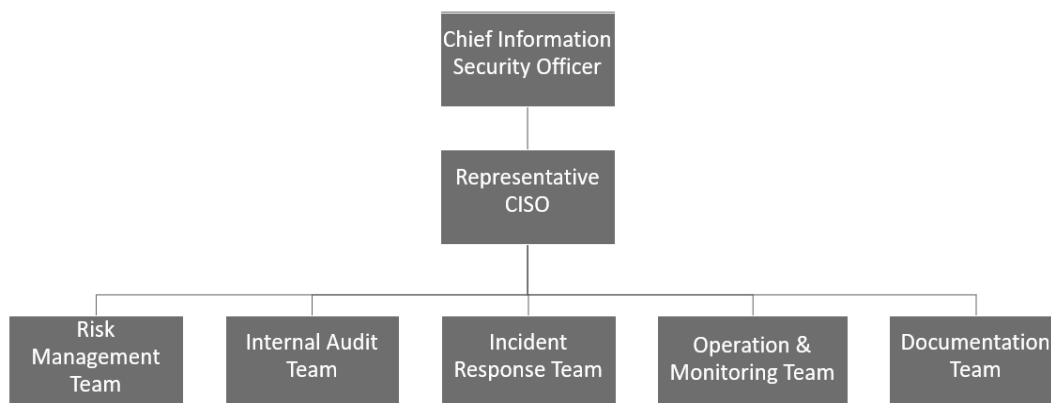 Chief Information
Security Officer
Representative
CISO
Risk
Management
Team
Internal Audit
Team
Incident
Response Team
Operation &
Monitoring Team
Documentation
Team